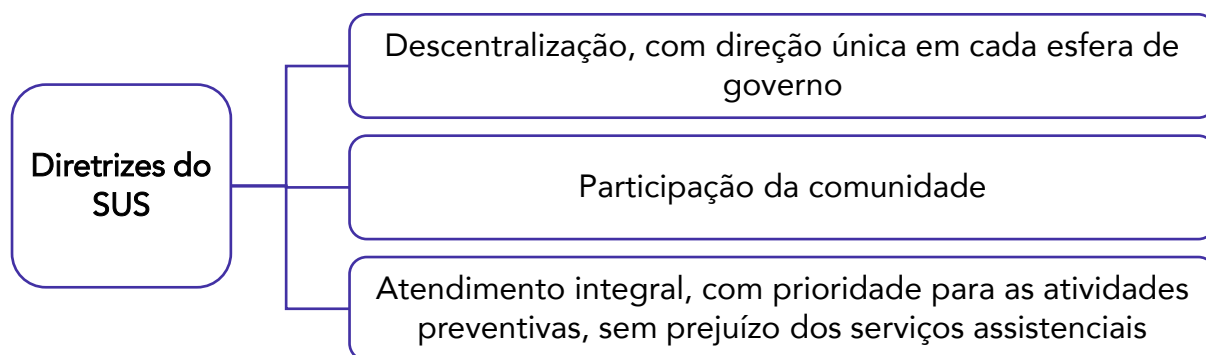 Diretrizes do
SUS
Descentralização, com direção única em cada esfera de
governo
Participação da comunidade
Atendimento integral, com prioridade para as atividades
preventivas, sem prejuízo dos serviços assistenciais